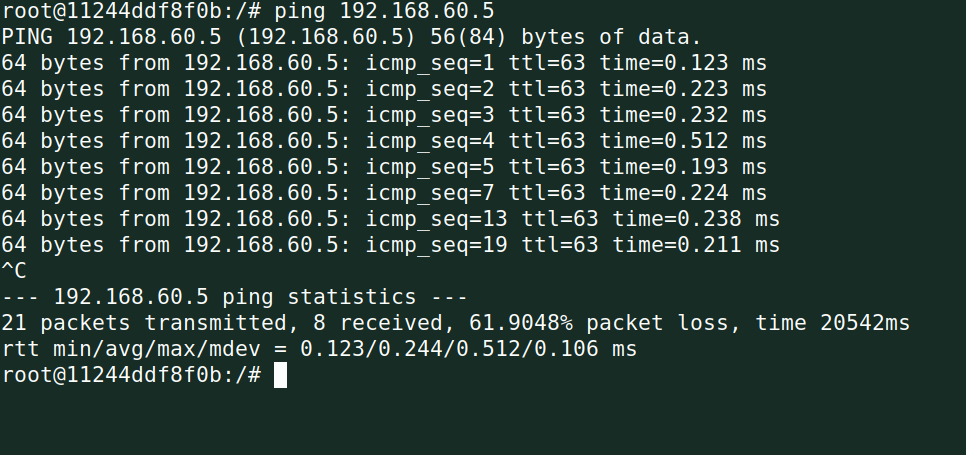 root@11244ddf8f0b:/# ping 192.168.60.5
PING 192.168.60.5 (192.168.60.5) 56(84) bytes of data.
64 bytes from 192.168.60.5: icmp_seq=1 ttl=63 time=0.123 ms
64 bytes from 192.168.60.5: icmp_seq=2 ttl=63 time=0.223 ms
64 bytes from 192.168.60.5: icmp_seq=3 ttl=63 time=0.232 ms
64 bytes from 192.168.60.5: icmp_seq=4 ttl=63 time=0.512 ms
64 bytes from 192.168.60.5: icmp_seq=5 ttl=63 time=0.193 ms
64 bytes from 192.168.60.5: icmp_seq=7 ttl=63 time=0.224 ms
64 bytes from 192.168.60.5: icmp_seq=13 ttl=63 time=0.238 ms
64 bytes from 192.168.60.5: icmp_seq=19 ttl=63 time=0.211 ms
^C
--- 192.168.60.5 ping statistics ---
21 packets transmitted, 8 received, 61.9048% packet loss, time 20542ms
rtt min/avg/max/mdev = 0.123/0.244/0.512/0.106 ms
root@11244ddf8f0b:/#